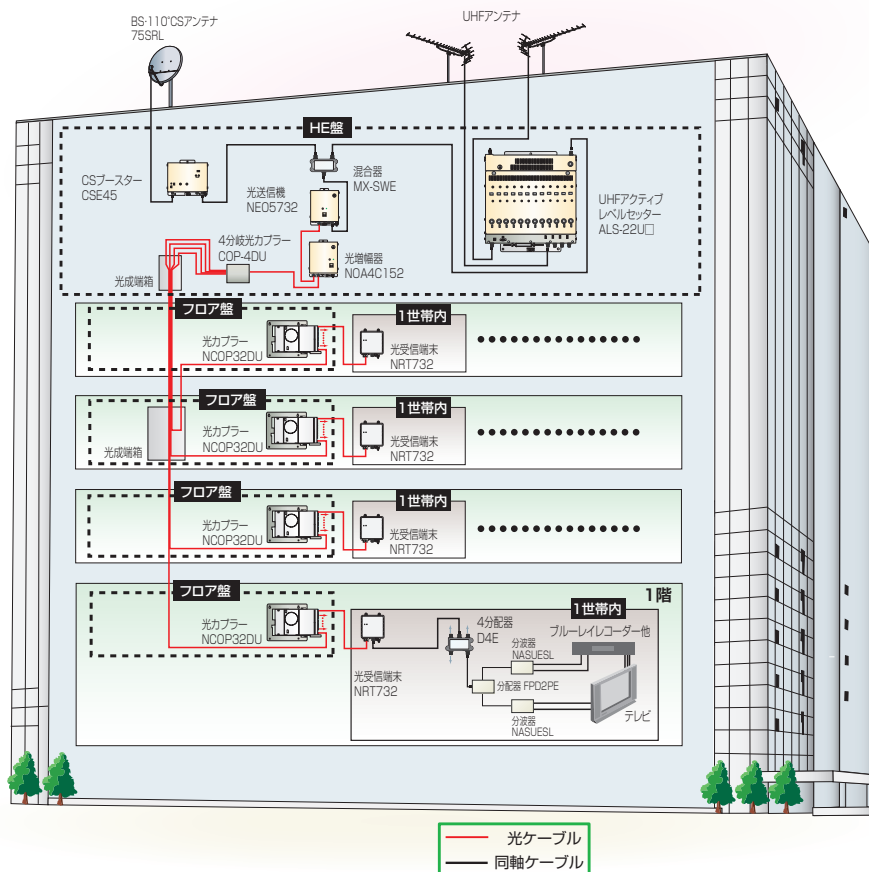 BS・110°CSアンテナ
75SRL
UHFアンテナ
HE盤
CSブースター
CSE45
光送信機
NEO5732
混合器
MX-SWE
UHFアクティブ
レベルセッター
ALS-22U□
4分岐光カプラー
COP-4DU
光増幅器
NOA4C152
光成端箱
フロア盤
光カプラー
NCOP32DU
1世帯内
光受信端末
NRT732
フロア盤
光カプラー
NCOP32DU
光成端箱
1世帯内
光受信端末
NRT732
フロア盤
光カプラー
NCOP32DU
1世帯内
光受信端末
NRT732
フロア盤
光カプラー
NCOP32DU
1階
1世帯内
光受信端末
NRT732
4分配器
D4E
分波器
NASUESL
ブルーレイレコーダー他
分配器 FPD2PE
分波器
NASUESL
テレビ
光ケーブル
同軸ケーブル